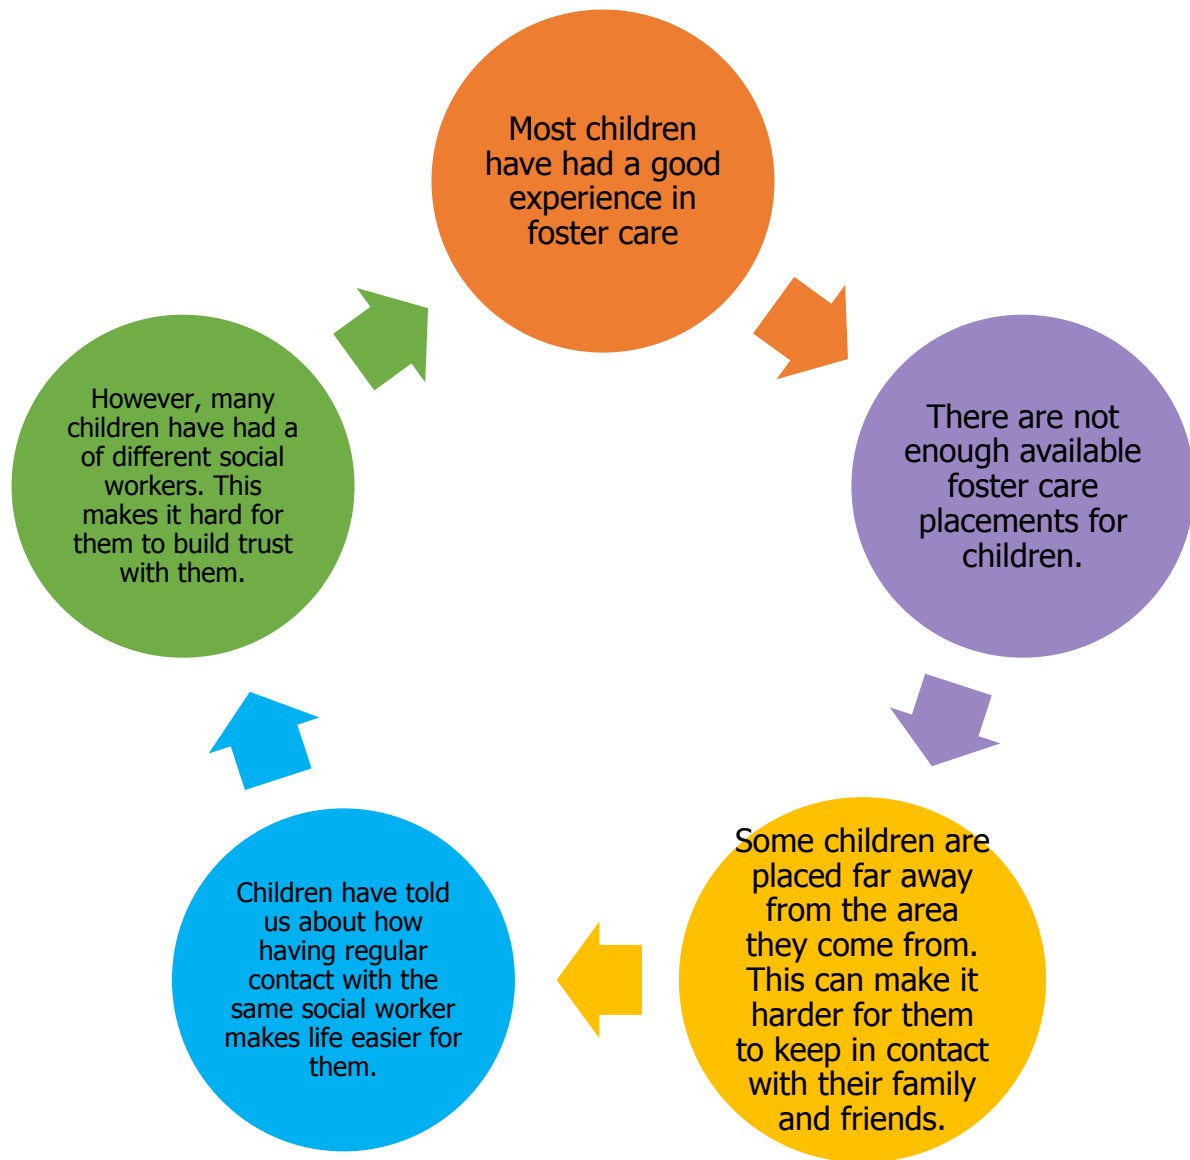 Most children
have had a good
experience in
foster care
There are not
enough available
foster care
placements for
children.
Some children are
placed far away
from the area
they come from.
This can make it
harder for them
to keep in contact
with their family
and friends.
Children have told
us about how
having regular
contact with the
same social worker
makes life easier for
them.
However, many
children have had a
of different social
workers. This
makes it hard for
them to build trust
with them.